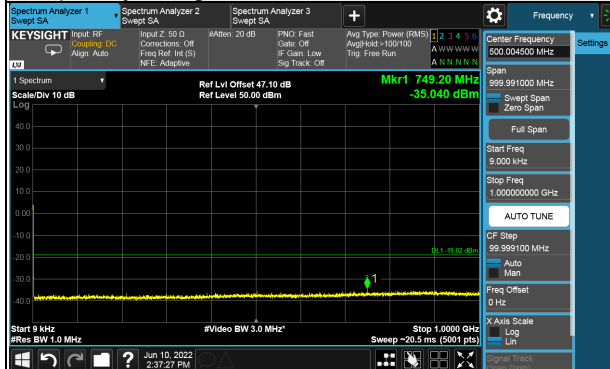 Spectrum Analyzer 1
Swept SA
Spectrum Analyzer 2
Swept SA
Spectrum Analyzer 3
Swept SA
+
Frequency
KEYSIGHT
Input: RF
Coupling: DC
Align: Auto
Input Z: 50 Ω
Corrections: Off
Freq Ref: Int (S)
NFE: Adaptive
#Atten: 20 dB
PNO: Fast
Gate: Off
IF Gain: Low
Sig Track: Off
Avg Type: Power (RMS)
Avg|Hold:>100/100
Trig: Free Run
1 2 3 4 5 6
A W W W W W
A N N N N N
LXI
1 Spectrum
Scale/Div 10 dB
Log
Ref Lvl Offset 47.10 dB
Ref Level 50.00 dBm
Mkr1 749.20 MHz
-35.040 dBm
40.0
30.0
20.0
10.0
0.00
-10.0
-20.0
-30.0
-40.0
DL1 -19.02 dBm
1
Start 9 kHz
#Res BW 1.0 MHz
#Video BW 3.0 MHz*
Stop 1.0000 GHz
Sweep ~20.5 ms (5001 pts)
?
Jun 10, 2022
2:37:27 PM
Center Frequency
500.004500 MHz
Settings
Span
999.991000 MHz
Swept Span
Zero Span
Full Span
Start Freq
9.000 kHz
Stop Freq
1.000000000 GHz
AUTO TUNE
CF Step
99.999100 MHz
Auto
Man
Freq Offset
0 Hz
X Axis Scale
Log
Lin
Signal Track
(Span Zoom)